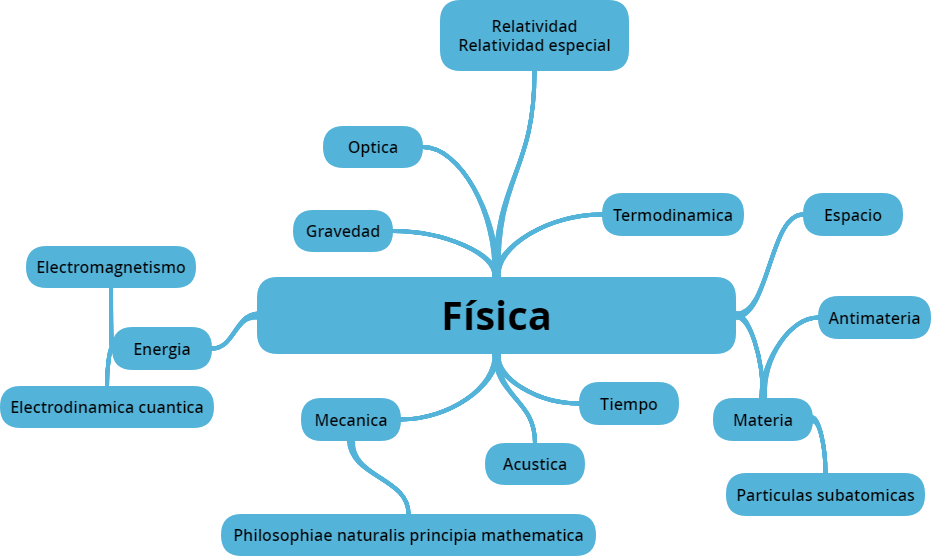 Relatividad
Relatividad especial
Optica
Termodinamica
Espacio
Gravedad
Electromagnetismo
Física
Antimateria
Energia
Electrodinamica cuantica
Mecanica
Tiempo
Materia
Acustica
Particulas subatomicas
Philosophiae naturalis principia mathematica